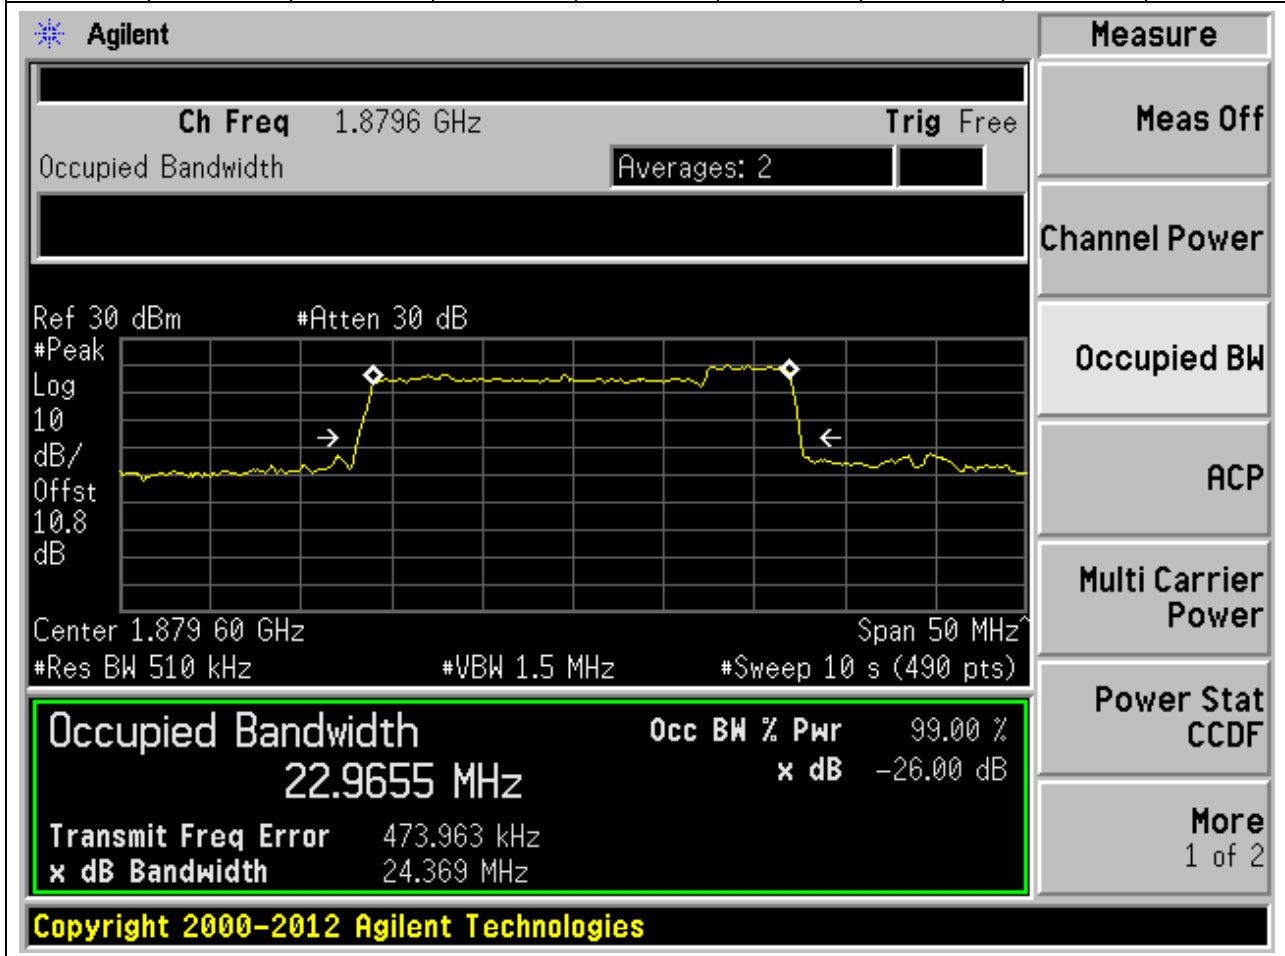 Agilent
Measure
Ch Freq 1.8796 GHz Trig Free
Meas Off
Occupied Bandwidth Averages: 2
Channel Power
Ref 30 dBm #Atten 30 dB
#Peak
Log
10
dB/
Offst
10.8
dB
Occupied BW
ACP
Multi Carrier
Power
Center 1.879 60 GHz Span 50 MHz^
#Res BW 510 kHz #VBW 1.5 MHz #Sweep 10 s (490 pts)
Power Stat
CCDF
Occupied Bandwidth Occ BW % Pwr 99.00 %
22.9655 MHz x dB -26.00 dB
Transmit Freq Error 473.963 kHz
x dB Bandwidth 24.369 MHz
More
1 of 2
Copyright 2000-2012 Agilent Technologies